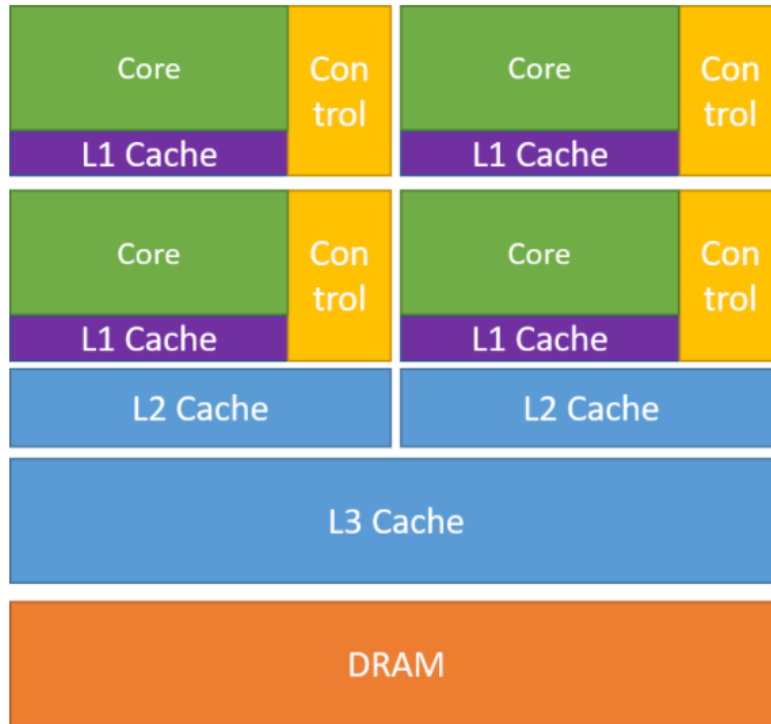 Core
Con
trol
L1 Cache
Core
Con
trol
L1 Cache
Core
Con
trol
L1 Cache
Core
Con
trol
L1 Cache
L2 Cache
L2 Cache
L3 Cache
DRAM